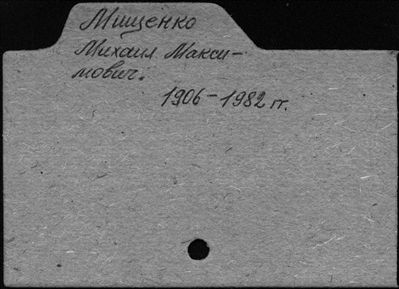 Мищенко
Михаил Макси-
мович.
1906-1982 гг.